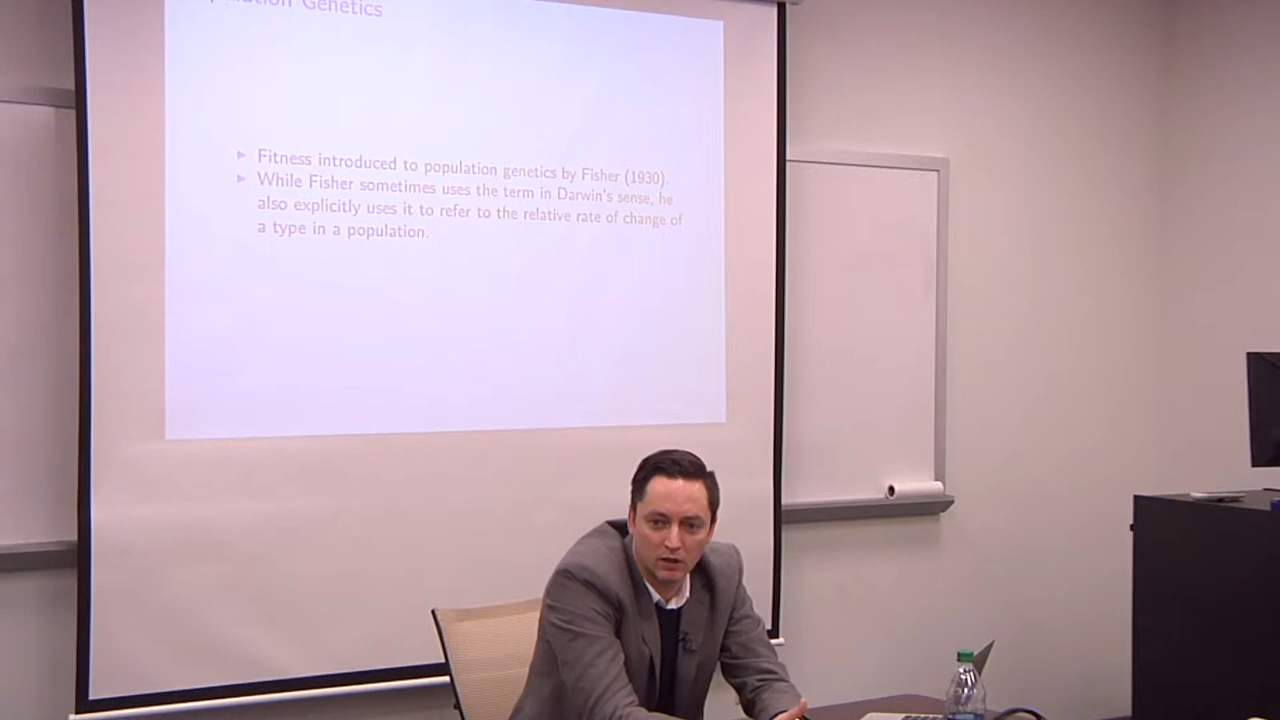 Genetics
▶ Fitness introduced to population genetics by Fisher (1930).
▶ While Fisher sometimes uses the term in Darwin's sense, he
also explicitly uses it to refer to the relative rate of change of
a type in a population.